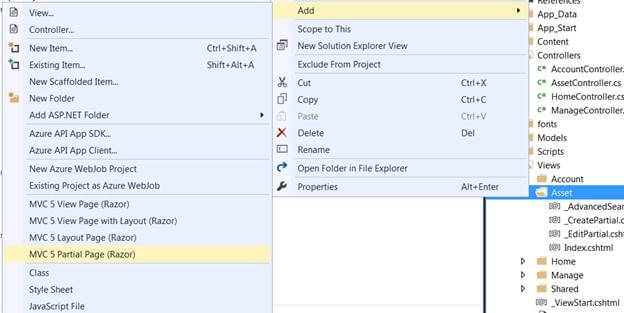 View...
Controller...
New Item... Ctrl+Shift+A
Existing Item... Shift+Alt+A
New Scaffolded Item...
New Folder
Add ASP.NET Folder
Azure API App SDK...
Azure API App Client...
New Azure WebJob Project
Existing Project as Azure WebJob
MVC 5 View Page (Razor)
MVC 5 View Page with Layout (Razor)
MVC 5 Layout Page (Razor)
MVC 5 Partial Page (Razor)
Class
Style Sheet
JavaScript File
Add
Scope to This
New Solution Explorer View
Exclude From Project
Cut Ctrl+X
Copy Ctrl+C
Paste Ctrl+V
Delete Del
Rename
Open Folder in File Explorer
Properties Alt+Enter
References
App_Data
App_Start
Content
Controllers
C# AccountController.
C# AssetController.cs
C# HomeController.cs
C# ManageController.
fonts
Models
Scripts
Views
Account
Asset
[@] _AdvancedSear
[@] _CreatePartial.c
[@] _EditPartial.cs
[@] Index.cshtml
Home
Manage
Shared
[@] _ViewStart.cshtml